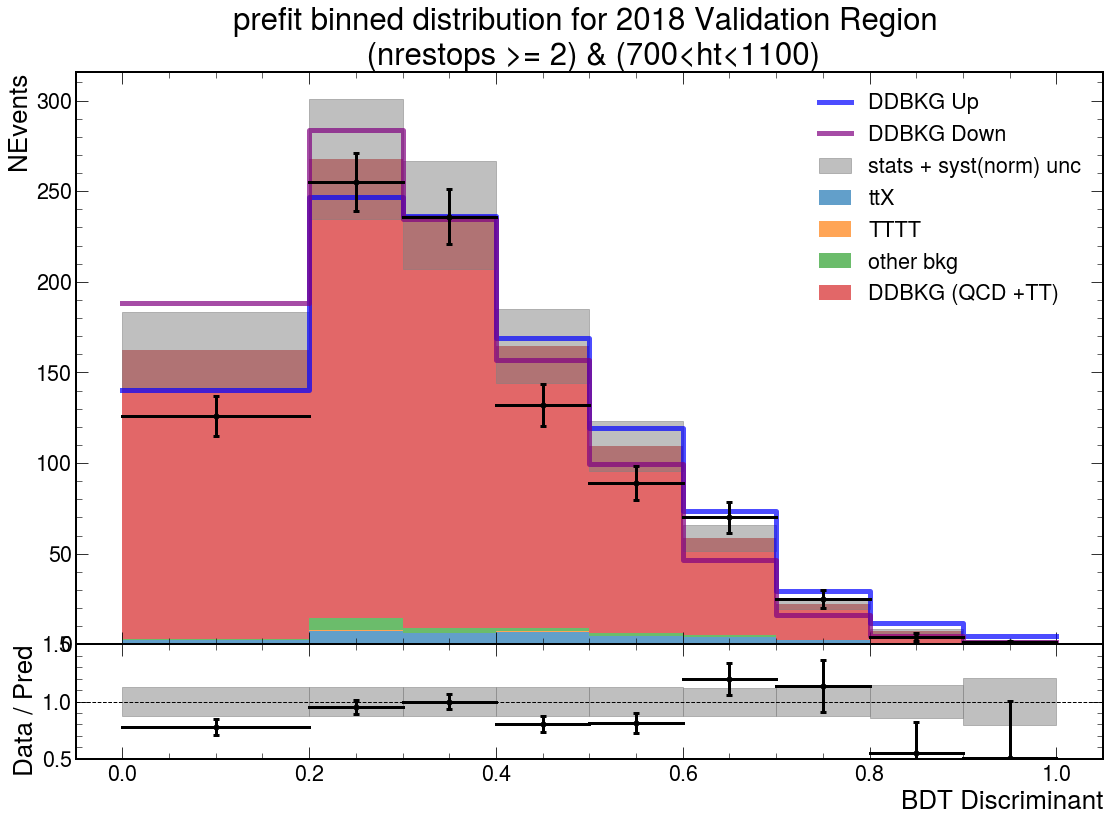 prefit binned distribution for 2018 Validation Region
(nrestops >= 2) & (700<ht<1100)
NEvents
300
250
200
150
100
50
0
DDBKG Up
DDBKG Down
stats + syst(norm) unc
ttX
TTTT
other bkg
DDBKG (QCD +TT)
Data / Pred
1.5
1.0
0.5
0.0
0.2
0.4
0.6
0.8
1.0
BDT Discriminant